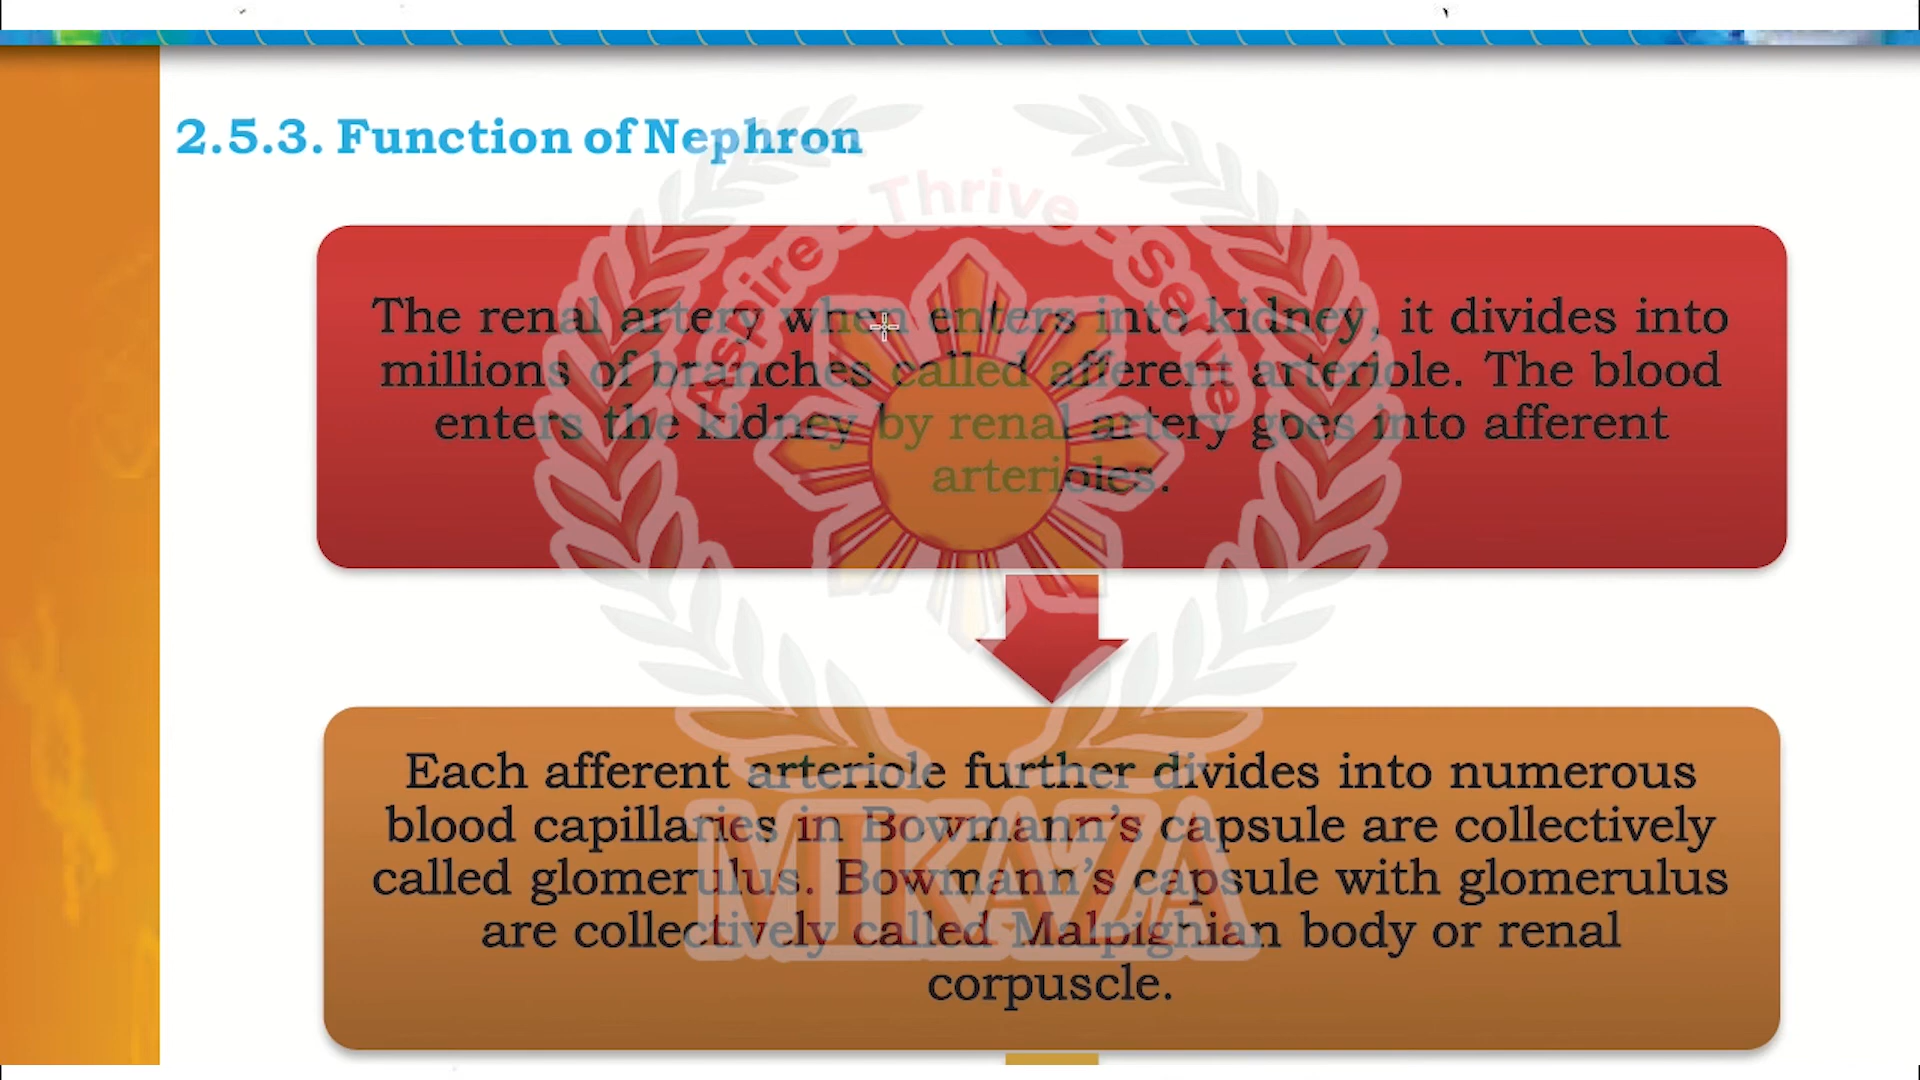 2.5.3. Function of Nephron
Aspire - Thrive - Serve
The renal artery when enters into kidney, it divides into
millions of branches called afferent arteriole. The blood
enters the kidney by renal artery goes into afferent
arterioles.
Each afferent arteriole further divides into numerous
blood capillaries in Bowmann's capsule are collectively
called glomerulus. Bowmann's capsule with glomerulus
are collectively called Malpighian body or renal
corpuscle.
MIKAZA